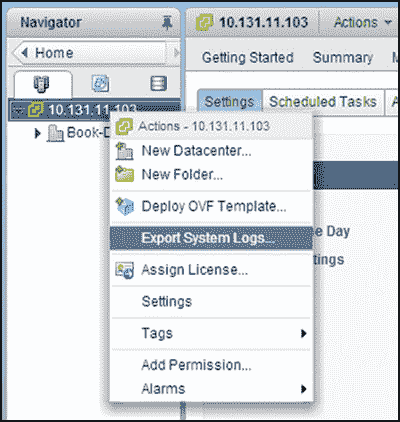 Navigator
10.131.11.103
Actions
Home
Getting Started Summary
10.131.11.103
Settings Scheduled Tasks
Book-
Actions - 10.131.11.103
New Datacenter...
New Folder...
Deploy OVF Template...
Export System Logs...
e Day
Assign License...
tings
Settings
Tags
Add Permission...
Alarms